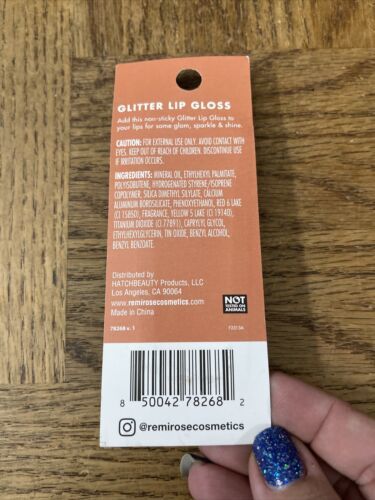 GLITTER LIP GLOSS
Add this non-sticky Glitter Lip Gloss to
your lips for some glam, sparkle & shine.
CAUTION: FOR EXTERNAL USE ONLY. AVOID CONTACT WITH
EYES. KEEP OUT OF REACH OF CHILDREN. DISCONTINUE USE
IF IRRITATION OCCURS.
INGREDIENTS: MINERAL OIL, ETHYLHEXYL PALMITATE,
POLYISOBUTENE, HYDROGENATED STYRENE/ISOPRENE
COPOLYMER, SILICA DIMETHYL SILYLATE, CALCIUM
ALUMINUM BOROSILICATE, PHENOXYETHANOL, RED 6 LAKE
(CI 15850), FRAGRANCE, YELLOW 5 LAKE (CI 19140),
TITANIUM DIOXIDE (CI 77891), CAPRYLYL GLYCOL,
ETHYLHEXYLGLYCERIN, TIN OXIDE, BENZYL ALCOHOL,
BENZYL BENZOATE.
Distributed by
HATCHBEAUTY Products, LLC
Los Angeles, CA 90064
www.remirosecosmetics.com
Made in China
NOT
TESTED ON
ANIMALS
78268 v. 1
8 50042 78268 2
@remirosecosmetics